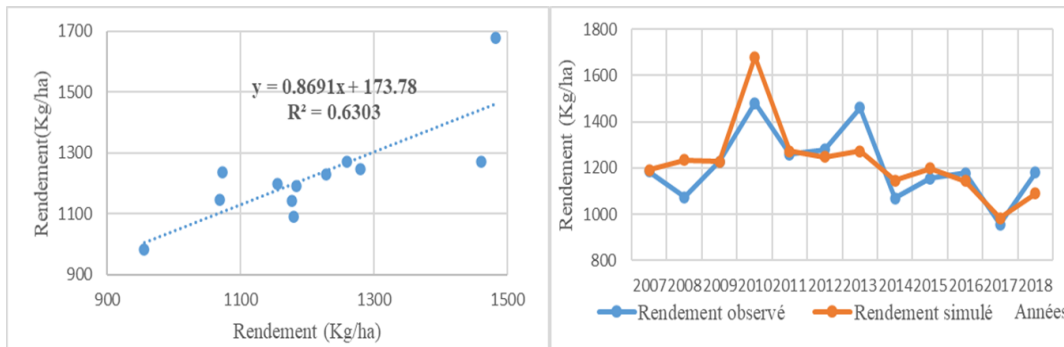 1700
1500
1300
1100
900
Rendement(Kg/ha)
y = 0.8691x + 173.78
R² = 0.6303
900 1100 1300 1500
Rendement (Kg/ha)
1800
1600
1400
1200
1000
800
Rendement (Kg/ha)
2007 2008 2009 2010 2011 2012 2013 2014 2015 2016 2017 2018
Rendement observé Rendement simulé Années